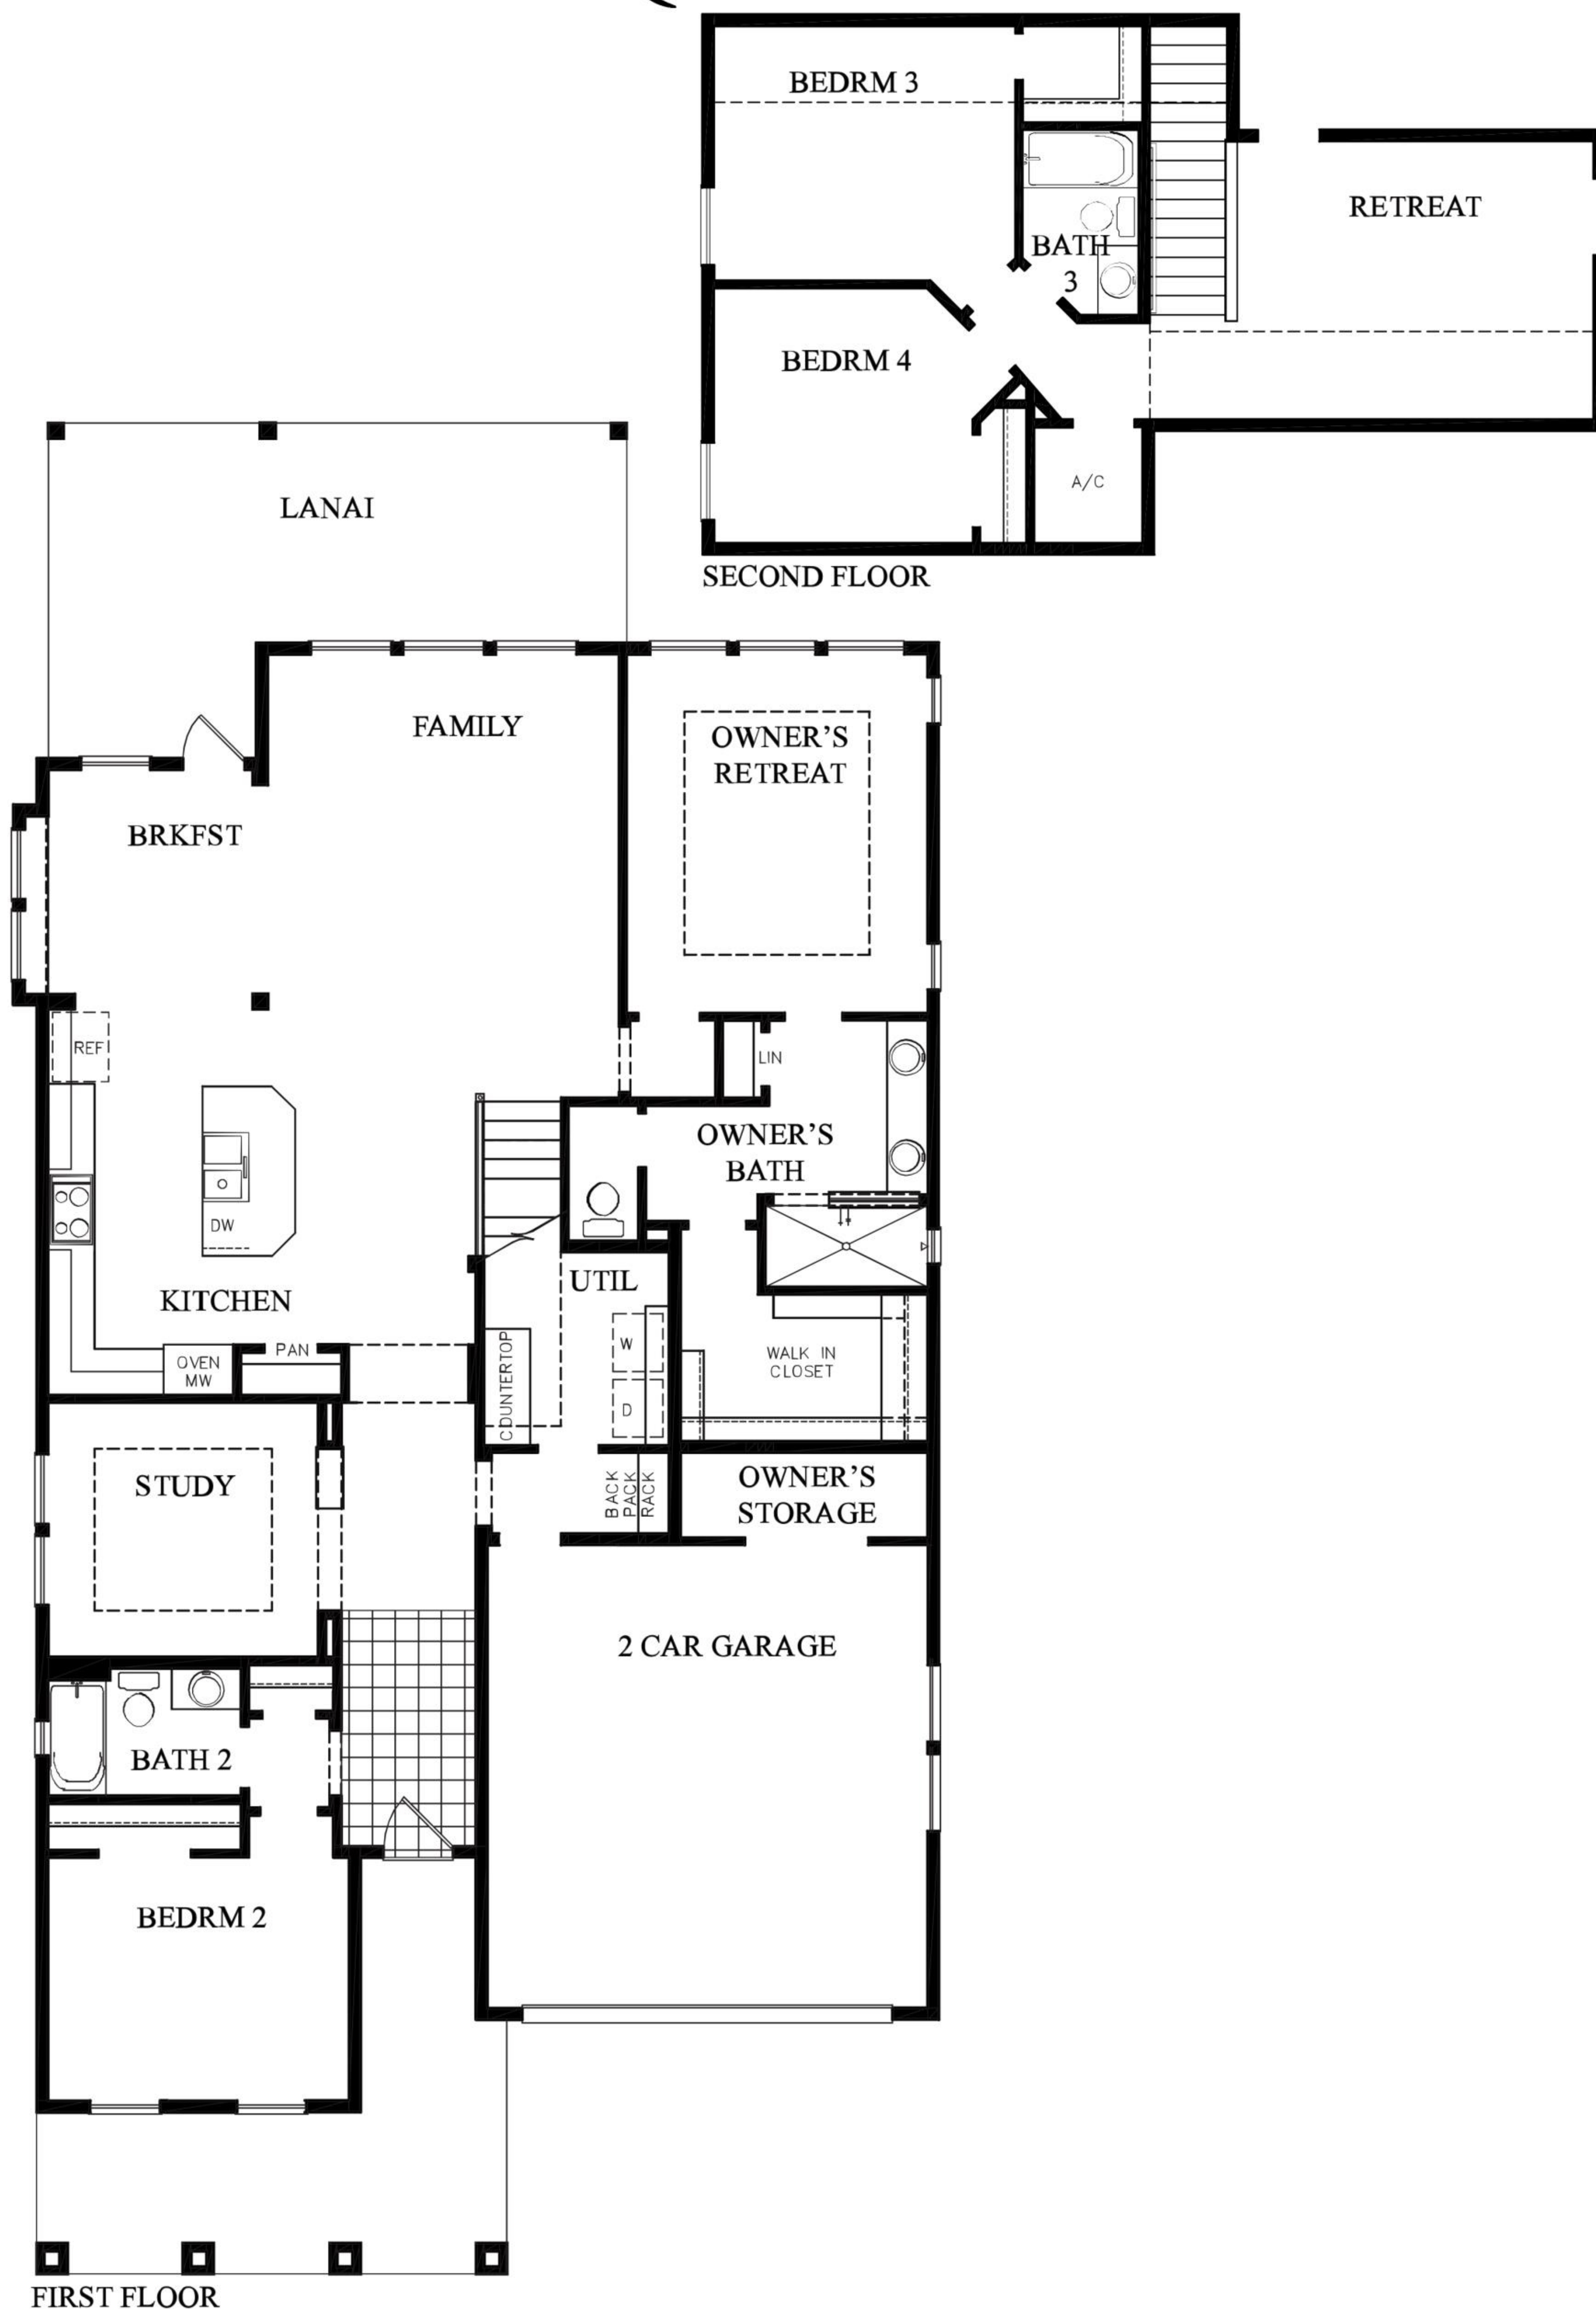 BEDRM 3
RETREAT
BATH
3
BEDRM 4
A/C
SECOND FLOOR
LANAI
FAMILY
OWNER’S
RETREAT
BRKFST
REF
LIN
OWNER’S
BATH
DW
KITCHEN
UTIL
W
D
COUNTERTOP
PAN
OVEN
MW
WALK IN
CLOSET
STUDY
BACK
PACK
RACK
OWNER’S
STORAGE
2 CAR GARAGE
BATH 2
BEDRM 2
FIRST FLOOR